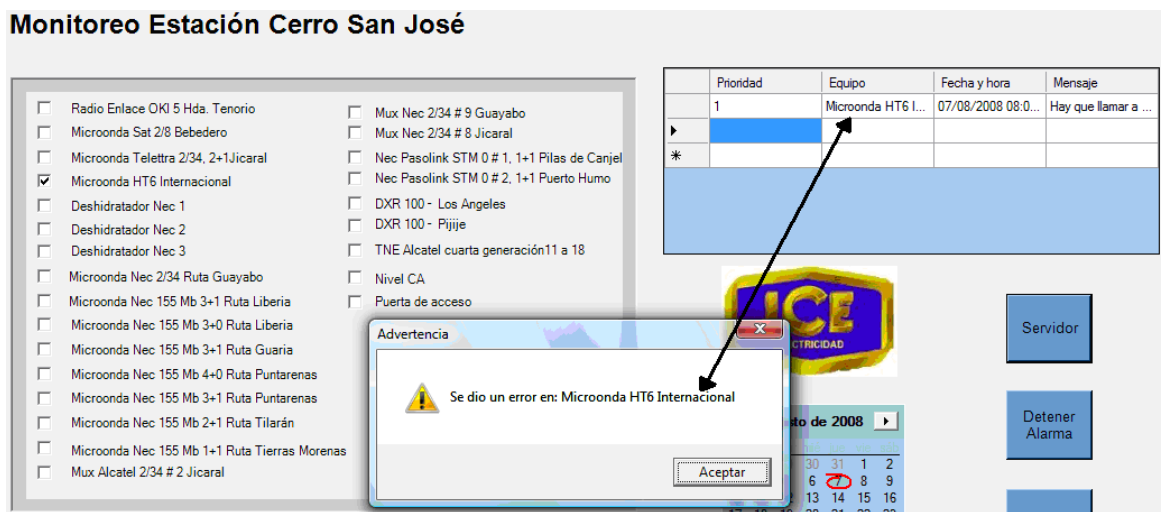 Monitoreo Estación Cerro San José
Radio Enlace OKI 5 Hda. Tenorio
Microonda Sat 2/8 Bebedero
Microonda Telettra 2/34, 2+1Jicaral
Microonda HT6 Internacional
Deshidratador Nec 1
Deshidratador Nec 2
Deshidratador Nec 3
Microonda Nec 2/34 Ruta Guayabo
Microonda Nec 155 Mb 3+1 Ruta Liberia
Microonda Nec 155 Mb 3+0 Ruta Liberia
Microonda Nec 155 Mb 3+1 Ruta Guaria
Microonda Nec 155 Mb 4+0 Ruta Puntarenas
Microonda Nec 155 Mb 3+1 Ruta Puntarenas
Microonda Nec 155 Mb 2+1 Ruta Tilarán
Microonda Nec 155 Mb 1+1 Ruta Tierras Morenas
Mux Alcatel 2/34 # 2 Jicaral
Mux Nec 2/34 # 9 Guayabo
Mux Nec 2/34 # 8 Jicaral
Nec Pasolink STM 0 # 1, 1+1 Pilas de Canjel
Nec Pasolink STM 0 # 2, 1+1 Puerto Humo
DXR 100 - Los Angeles
DXR 100 - Pijije
TNE Alcatel cuarta generación11 a 18
Nivel CA
Puerta de acceso
Prioridad Equipo Fecha y hora Mensaje
1 Microonda HT6 I... 07/08/2008 08:0... Hay que llamar a ...
ICE
CTRICIDAD
Advertencia
Se dio un error en: Microonda HT6 Internacional
Aceptar
sto de 2008
30 31 1 2
6 7 8 9
13 14 15 16
Servidor
Detener
Alarma